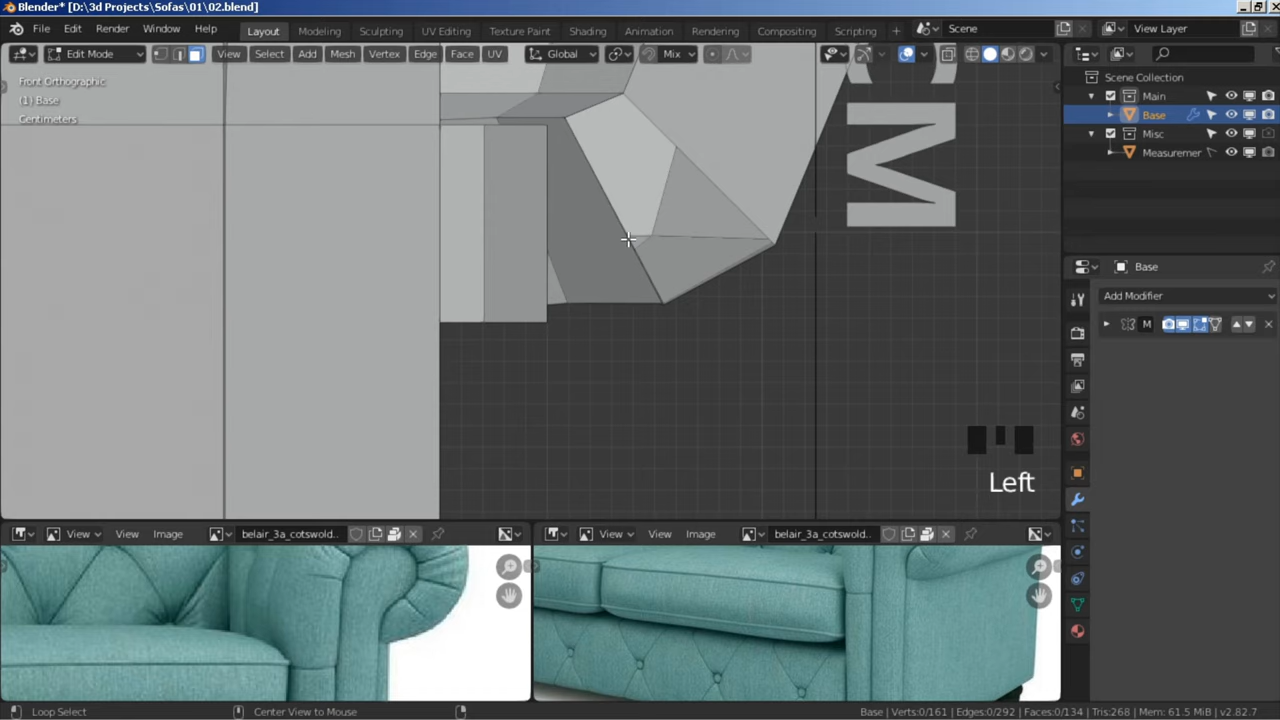 Blender* [D:\3d Projects\Sofas\01\02.blend]
File Edit Render Window Help Layout Modeling Sculpting UV Editing Texture Paint Shading Animation Rendering Compositing Scripting + Scene View Layer
Edit Mode View Select Add Mesh Vertex Edge Face UV Global Mix
Front Orthographic
(1) Base
Centimeters
CM
Scene Collection
Main
Base
Misc
Measuremer
Base
Add Modifier
M
Left
View View Image belair_3a_cotswold..
View View Image belair_3a_cotswold..
Loop Select Center View to Mouse Base | Verts:0/161 | Edges:0/292 | Faces:0/134 | Tris:268 | Mem: 61.5 MiB | v2.82.7